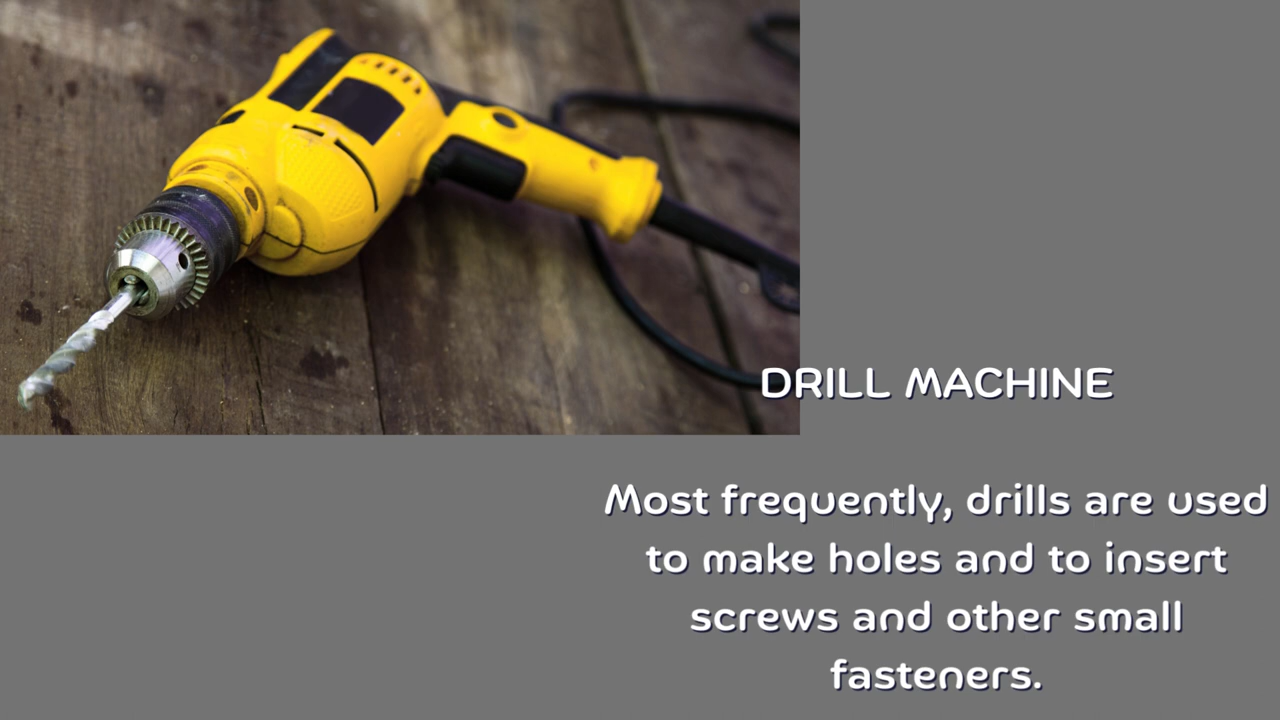 DRILL MACHINE
Most frequently, drills are used
to make holes and to insert
screws and other small
fasteners.